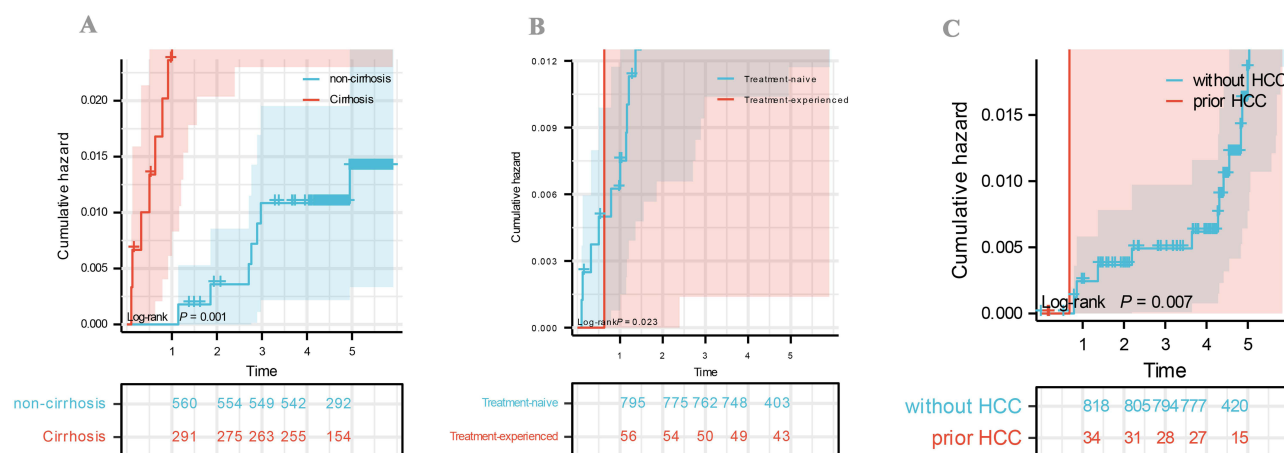 A
non-cirrhosis
Cirrhosis
0.020
0.015
0.010
0.005
0.000
Cumulative hazard
Log-rank P = 0.001
1 2 3 4 5
Time
non-cirrhosis 560 554 549 542 292
Cirrhosis 291 275 263 255 154
B
Treatment-naive
Treatment-experienced
0.012
0.009
0.006
0.003
0.000
Cumulative hazard
Log-rank P = 0.023
1 2 3 4 5
Time
Treatment-naive 795 775 762 748 403
Treatment-experienced 56 54 50 49 43
C
without HCC
prior HCC
0.015
0.010
0.005
0.000
Cumulative hazard
Log-rank P = 0.007
1 2 3 4 5
Time
without HCC 818 805 794 777 420
prior HCC 34 31 28 27 15